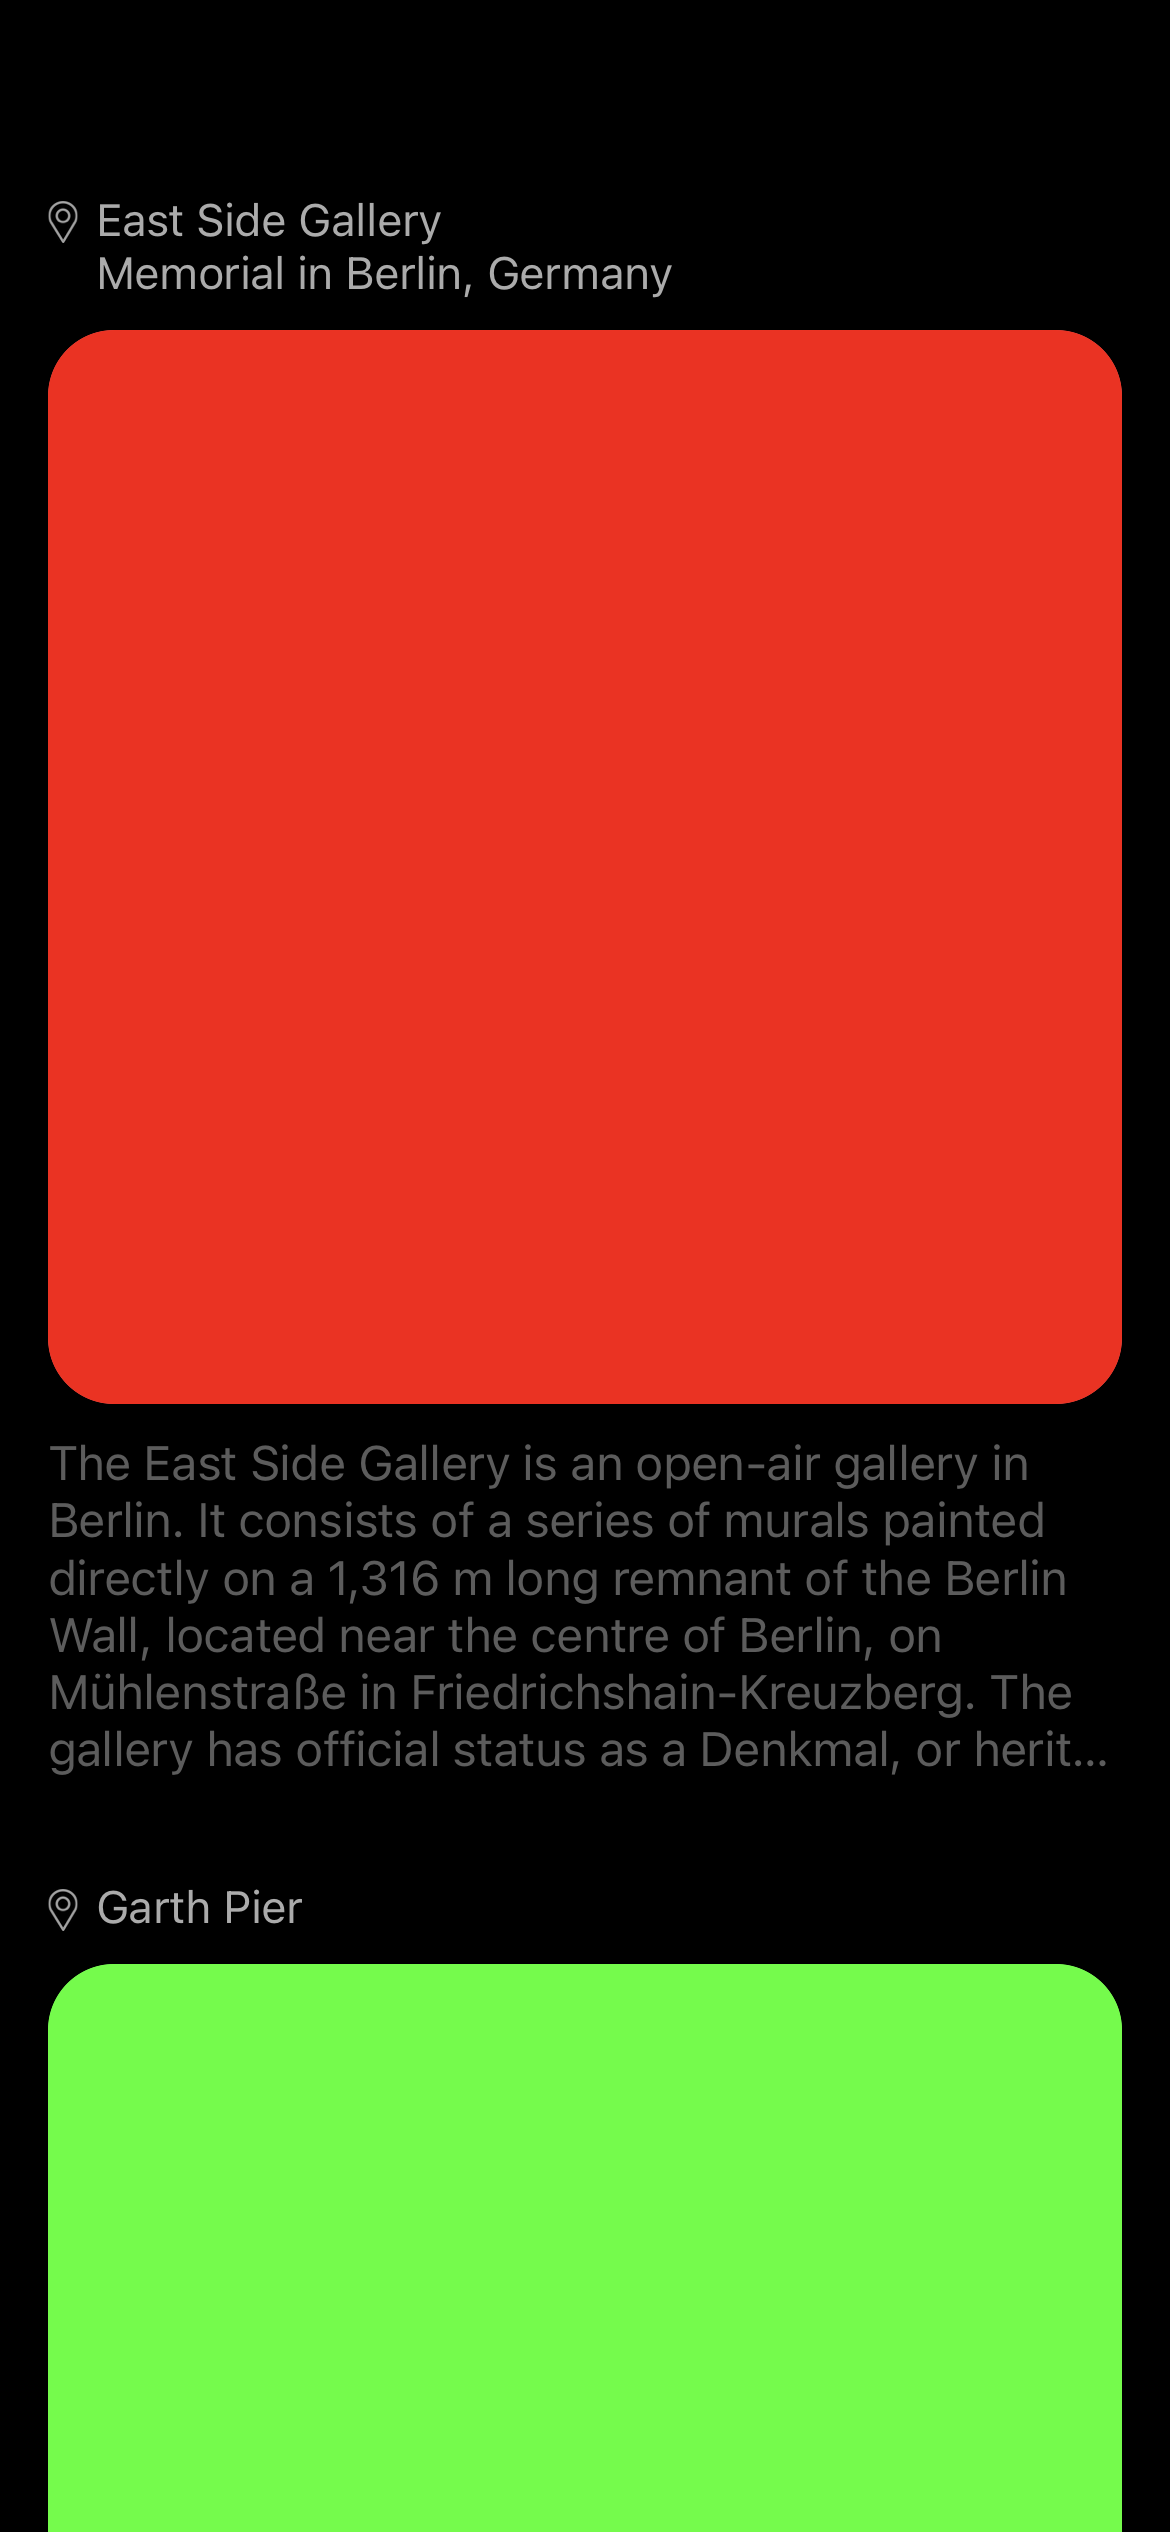 East Side Gallery
Memorial in Berlin, Germany
The East Side Gallery is an open-air gallery in
Berlin. It consists of a series of murals painted
directly on a 1,316 m long remnant of the Berlin
Wall, located near the centre of Berlin, on
Mühlenstraße in Friedrichshain-Kreuzberg. The
gallery has official status as a Denkmal, or herit...
Garth Pier